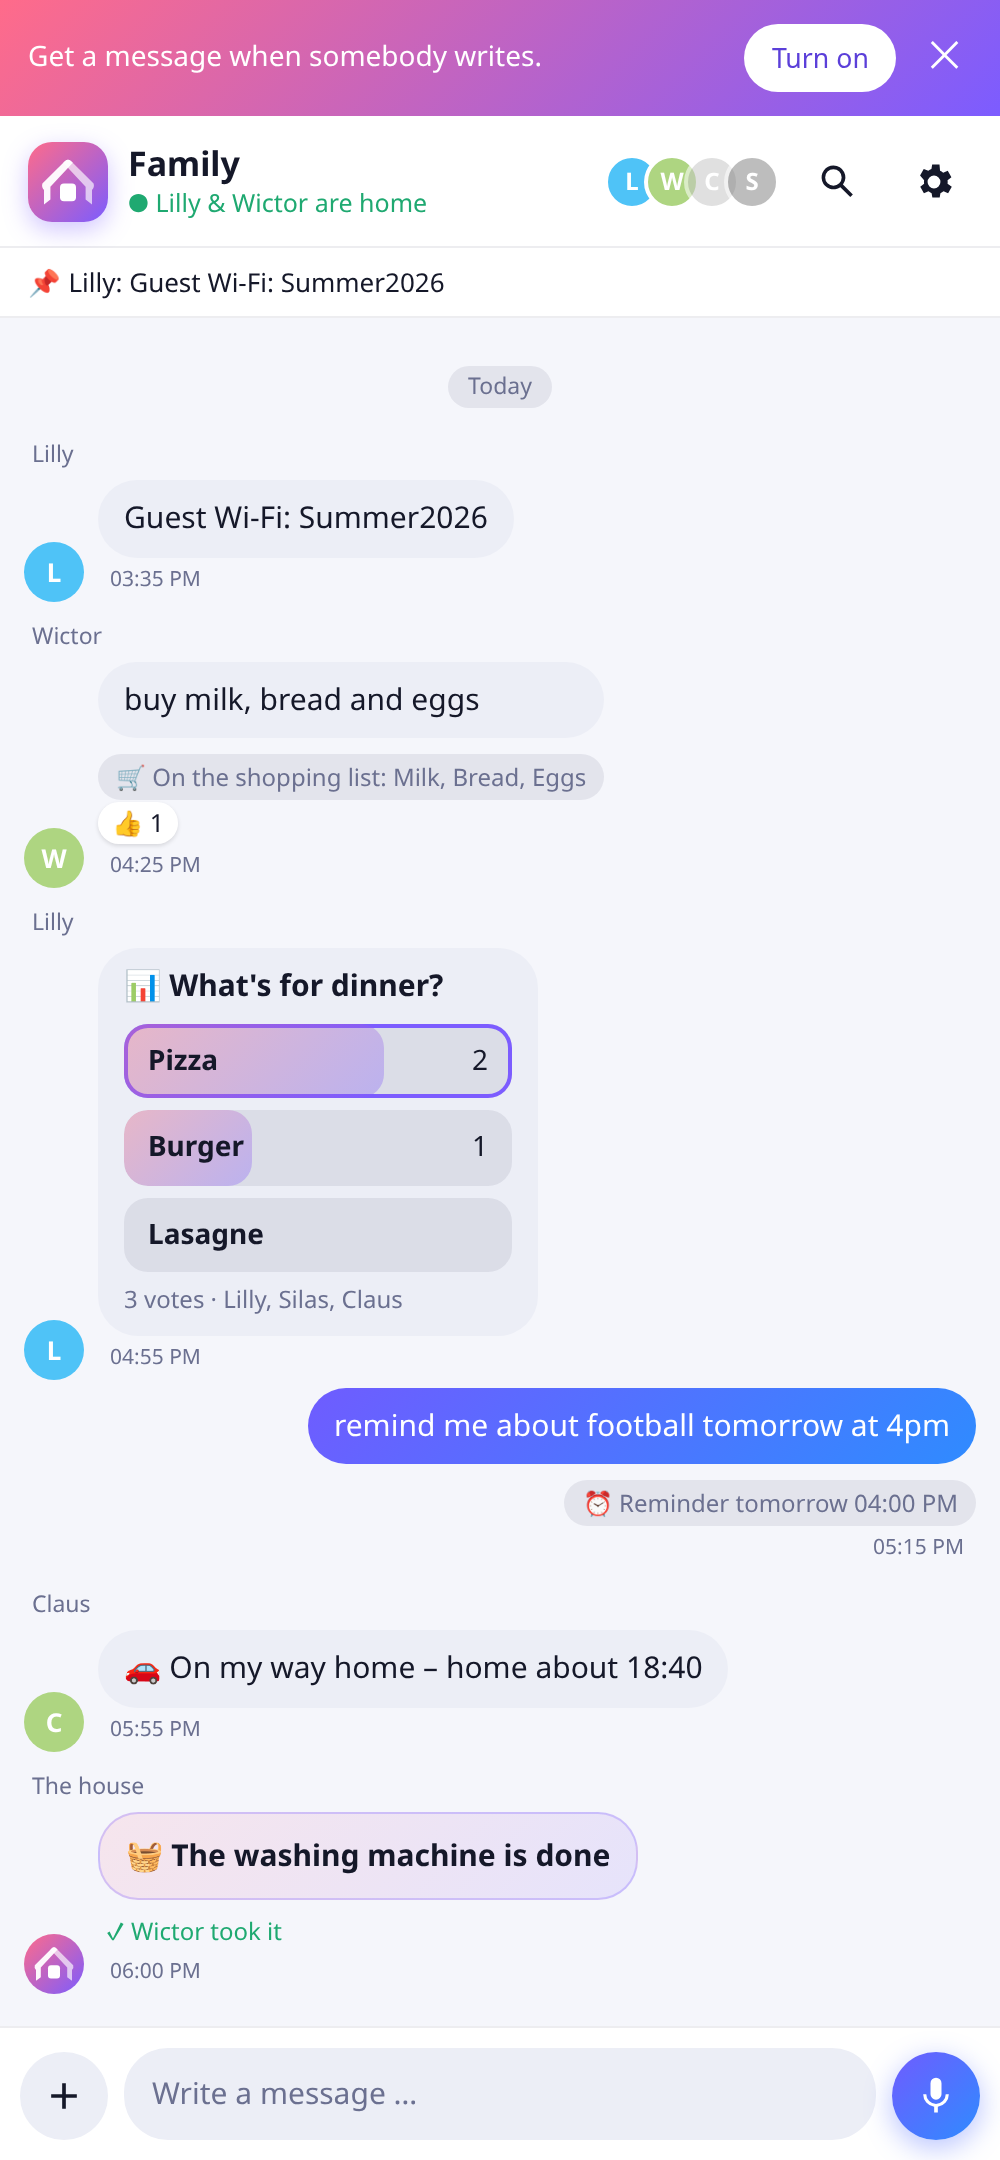 Get a message when somebody writes.
Turn on
Family
Lilly & Wictor are home
L W C S
📌 Lilly: Guest Wi-Fi: Summer2026
Today
Lilly
Guest Wi-Fi: Summer2026
L
03:35 PM
Wictor
buy milk, bread and eggs
🛒 On the shopping list: Milk, Bread, Eggs
👍 1
W
04:25 PM
Lilly
📊 What's for dinner?
Pizza 2
Burger 1
Lasagne
3 votes · Lilly, Silas, Claus
L
04:55 PM
remind me about football tomorrow at 4pm
⏰ Reminder tomorrow 04:00 PM
05:15 PM
Claus
🚗 On my way home – home about 18:40
C
05:55 PM
The house
🧺 The washing machine is done
✓ Wictor took it
06:00 PM
Write a message ...